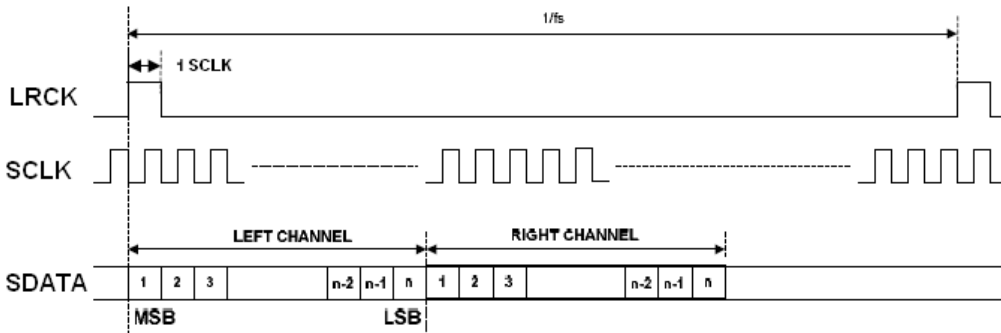 1/fs
1 SCLK
LRCK
SCLK
LEFT CHANNEL RIGHT CHANNEL
SDATA 1 2 3 n-2 n-1 n 1 2 3 n-2 n-1 n
MSB LSB